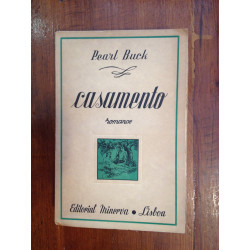 Pearl Buck
casamento
romance
Editorial Minerva • Lisboa